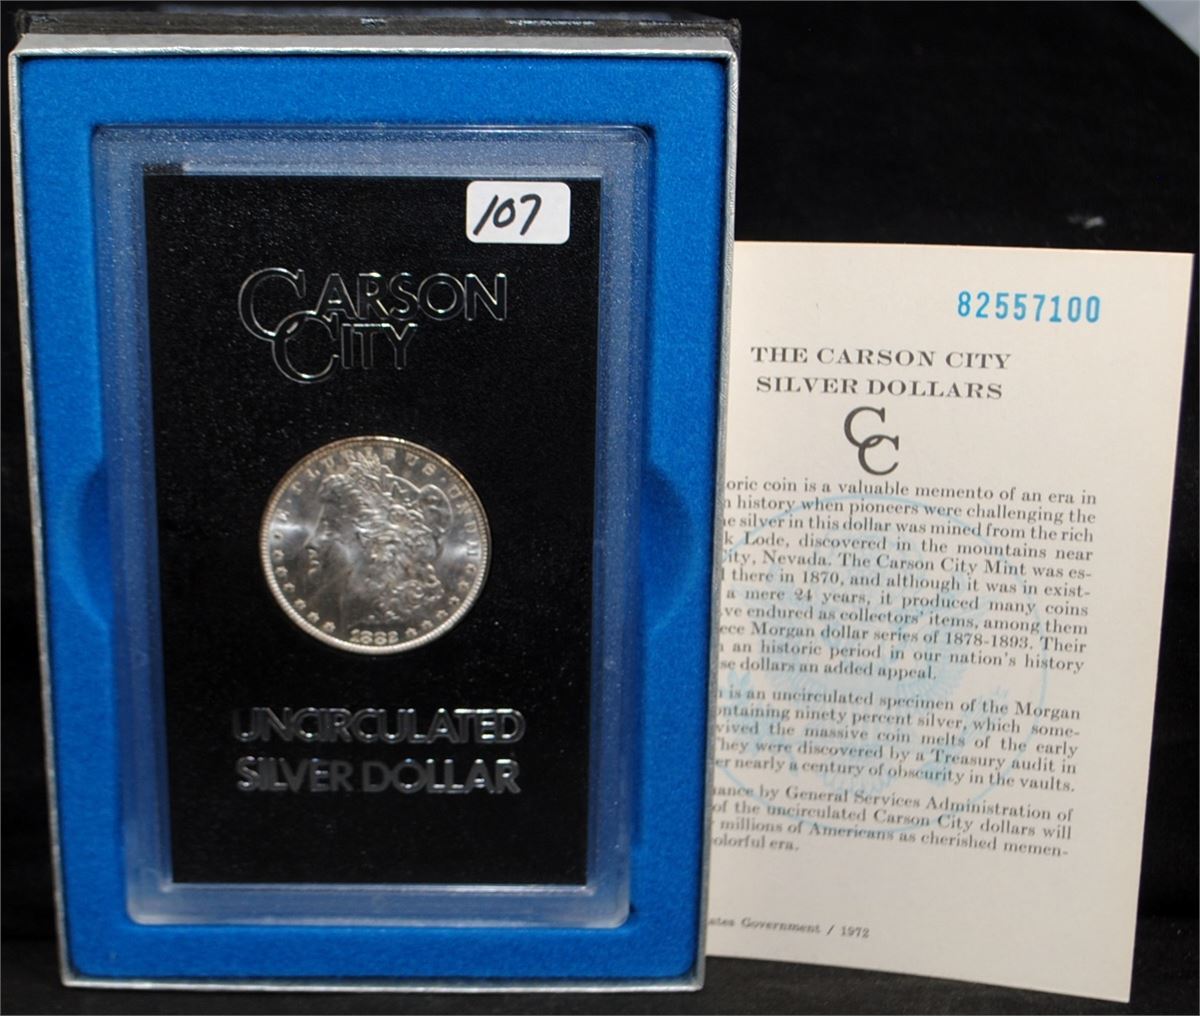 107
CARSON
CITY
E·PLURIBUS·UNUM
1882
UNCIRCULATED
SILVER DOLLAR
82557100
THE CARSON CITY
SILVER DOLLARS
CC
oric coin is a valuable memento of an era in
history when pioneers were challenging the
silver in this dollar was mined from the rich
k Lode, discovered in the mountains near
City, Nevada. The Carson City Mint was es-
there in 1870, and although it was in exist-
a mere 24 years, it produced many coins
ve endured as collectors' items, among them
ece Morgan dollar series of 1878-1893. Their
an historic period in our nation's history
se dollars an added appeal.
is an uncirculated specimen of the Morgan
ontaining ninety percent silver, which some-
vived the massive coin melts of the early
They were discovered by a Treasury audit in
er nearly a century of obscurity in the vaults.
ance by General Services Administration of
of the uncirculated Carson City dollars will
millions of Americans as cherished memen-
olorful era.
ates Government / 1972